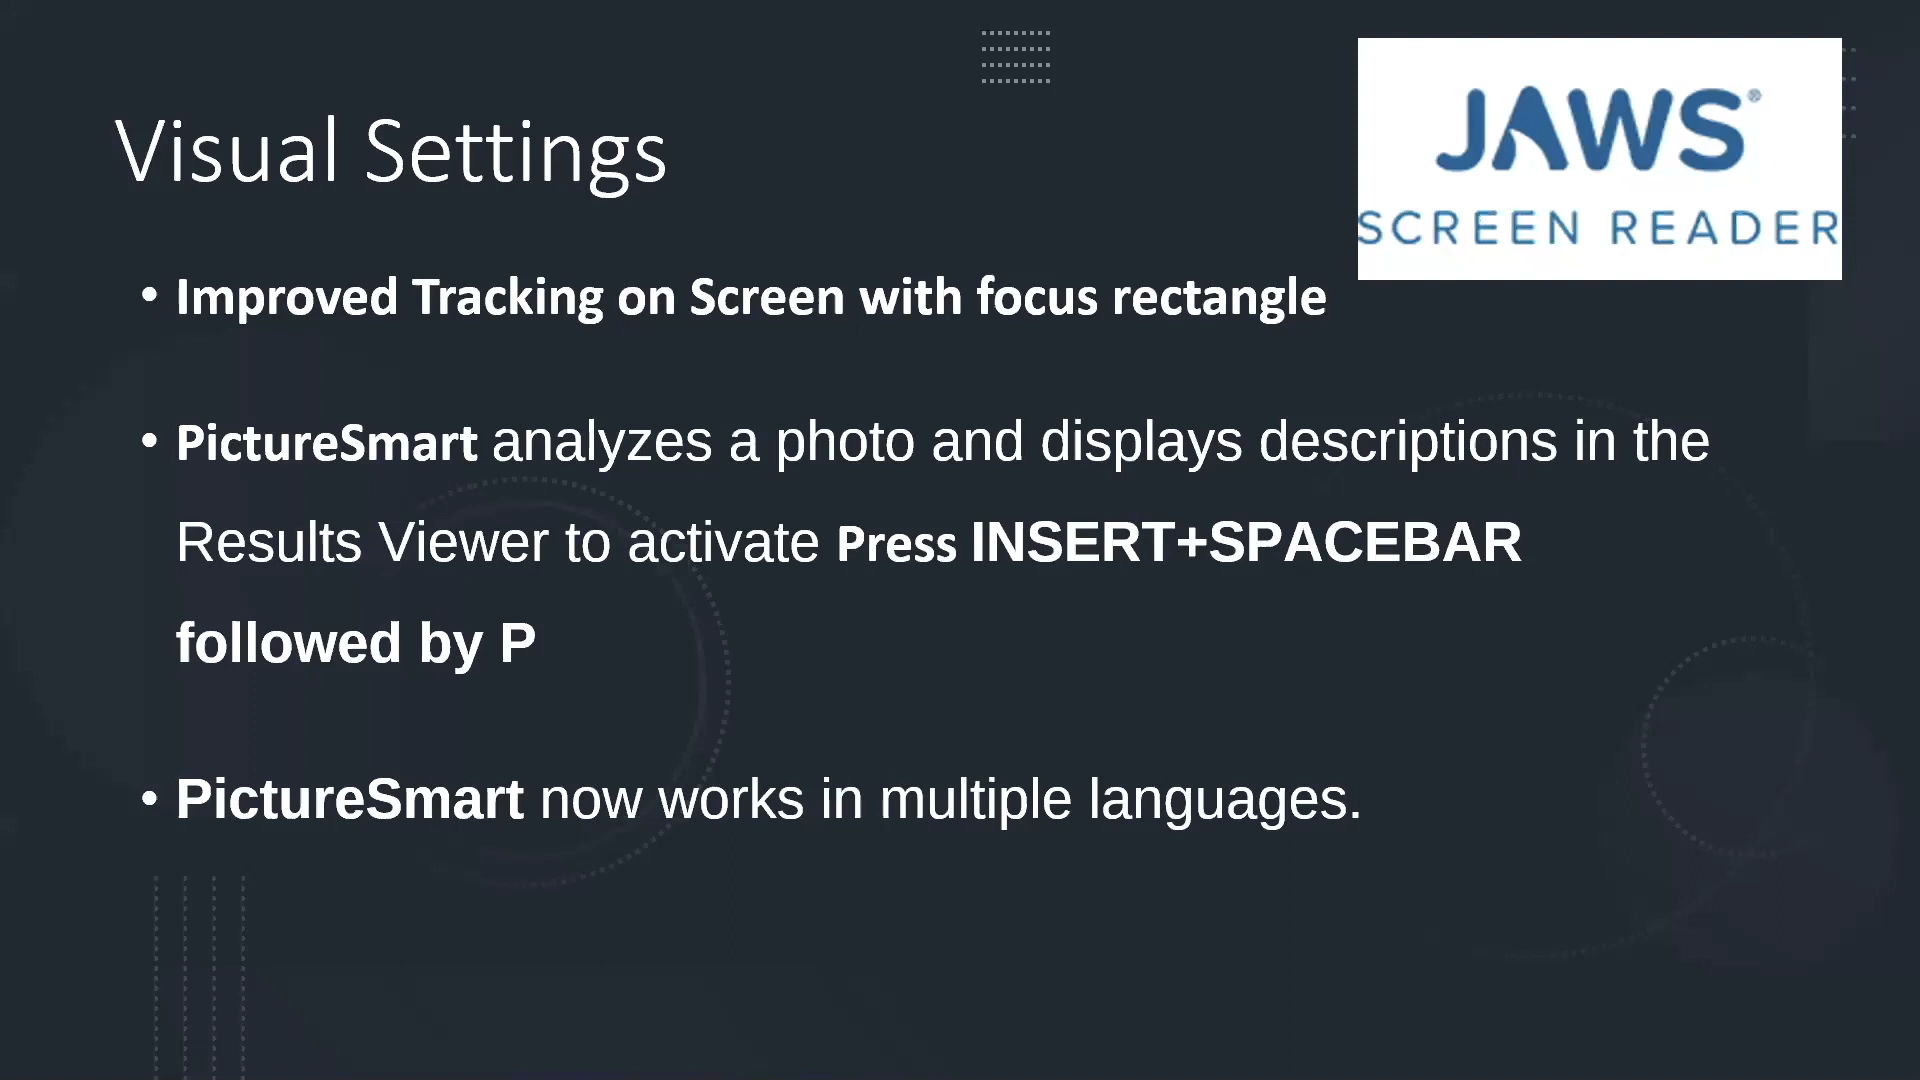 JAWS®
SCREEN READER
Visual Settings
• Improved Tracking on Screen with focus rectangle
• PictureSmart analyzes a photo and displays descriptions in the
Results Viewer to activate Press INSERT+SPACEBAR
followed by P
• PictureSmart now works in multiple languages.